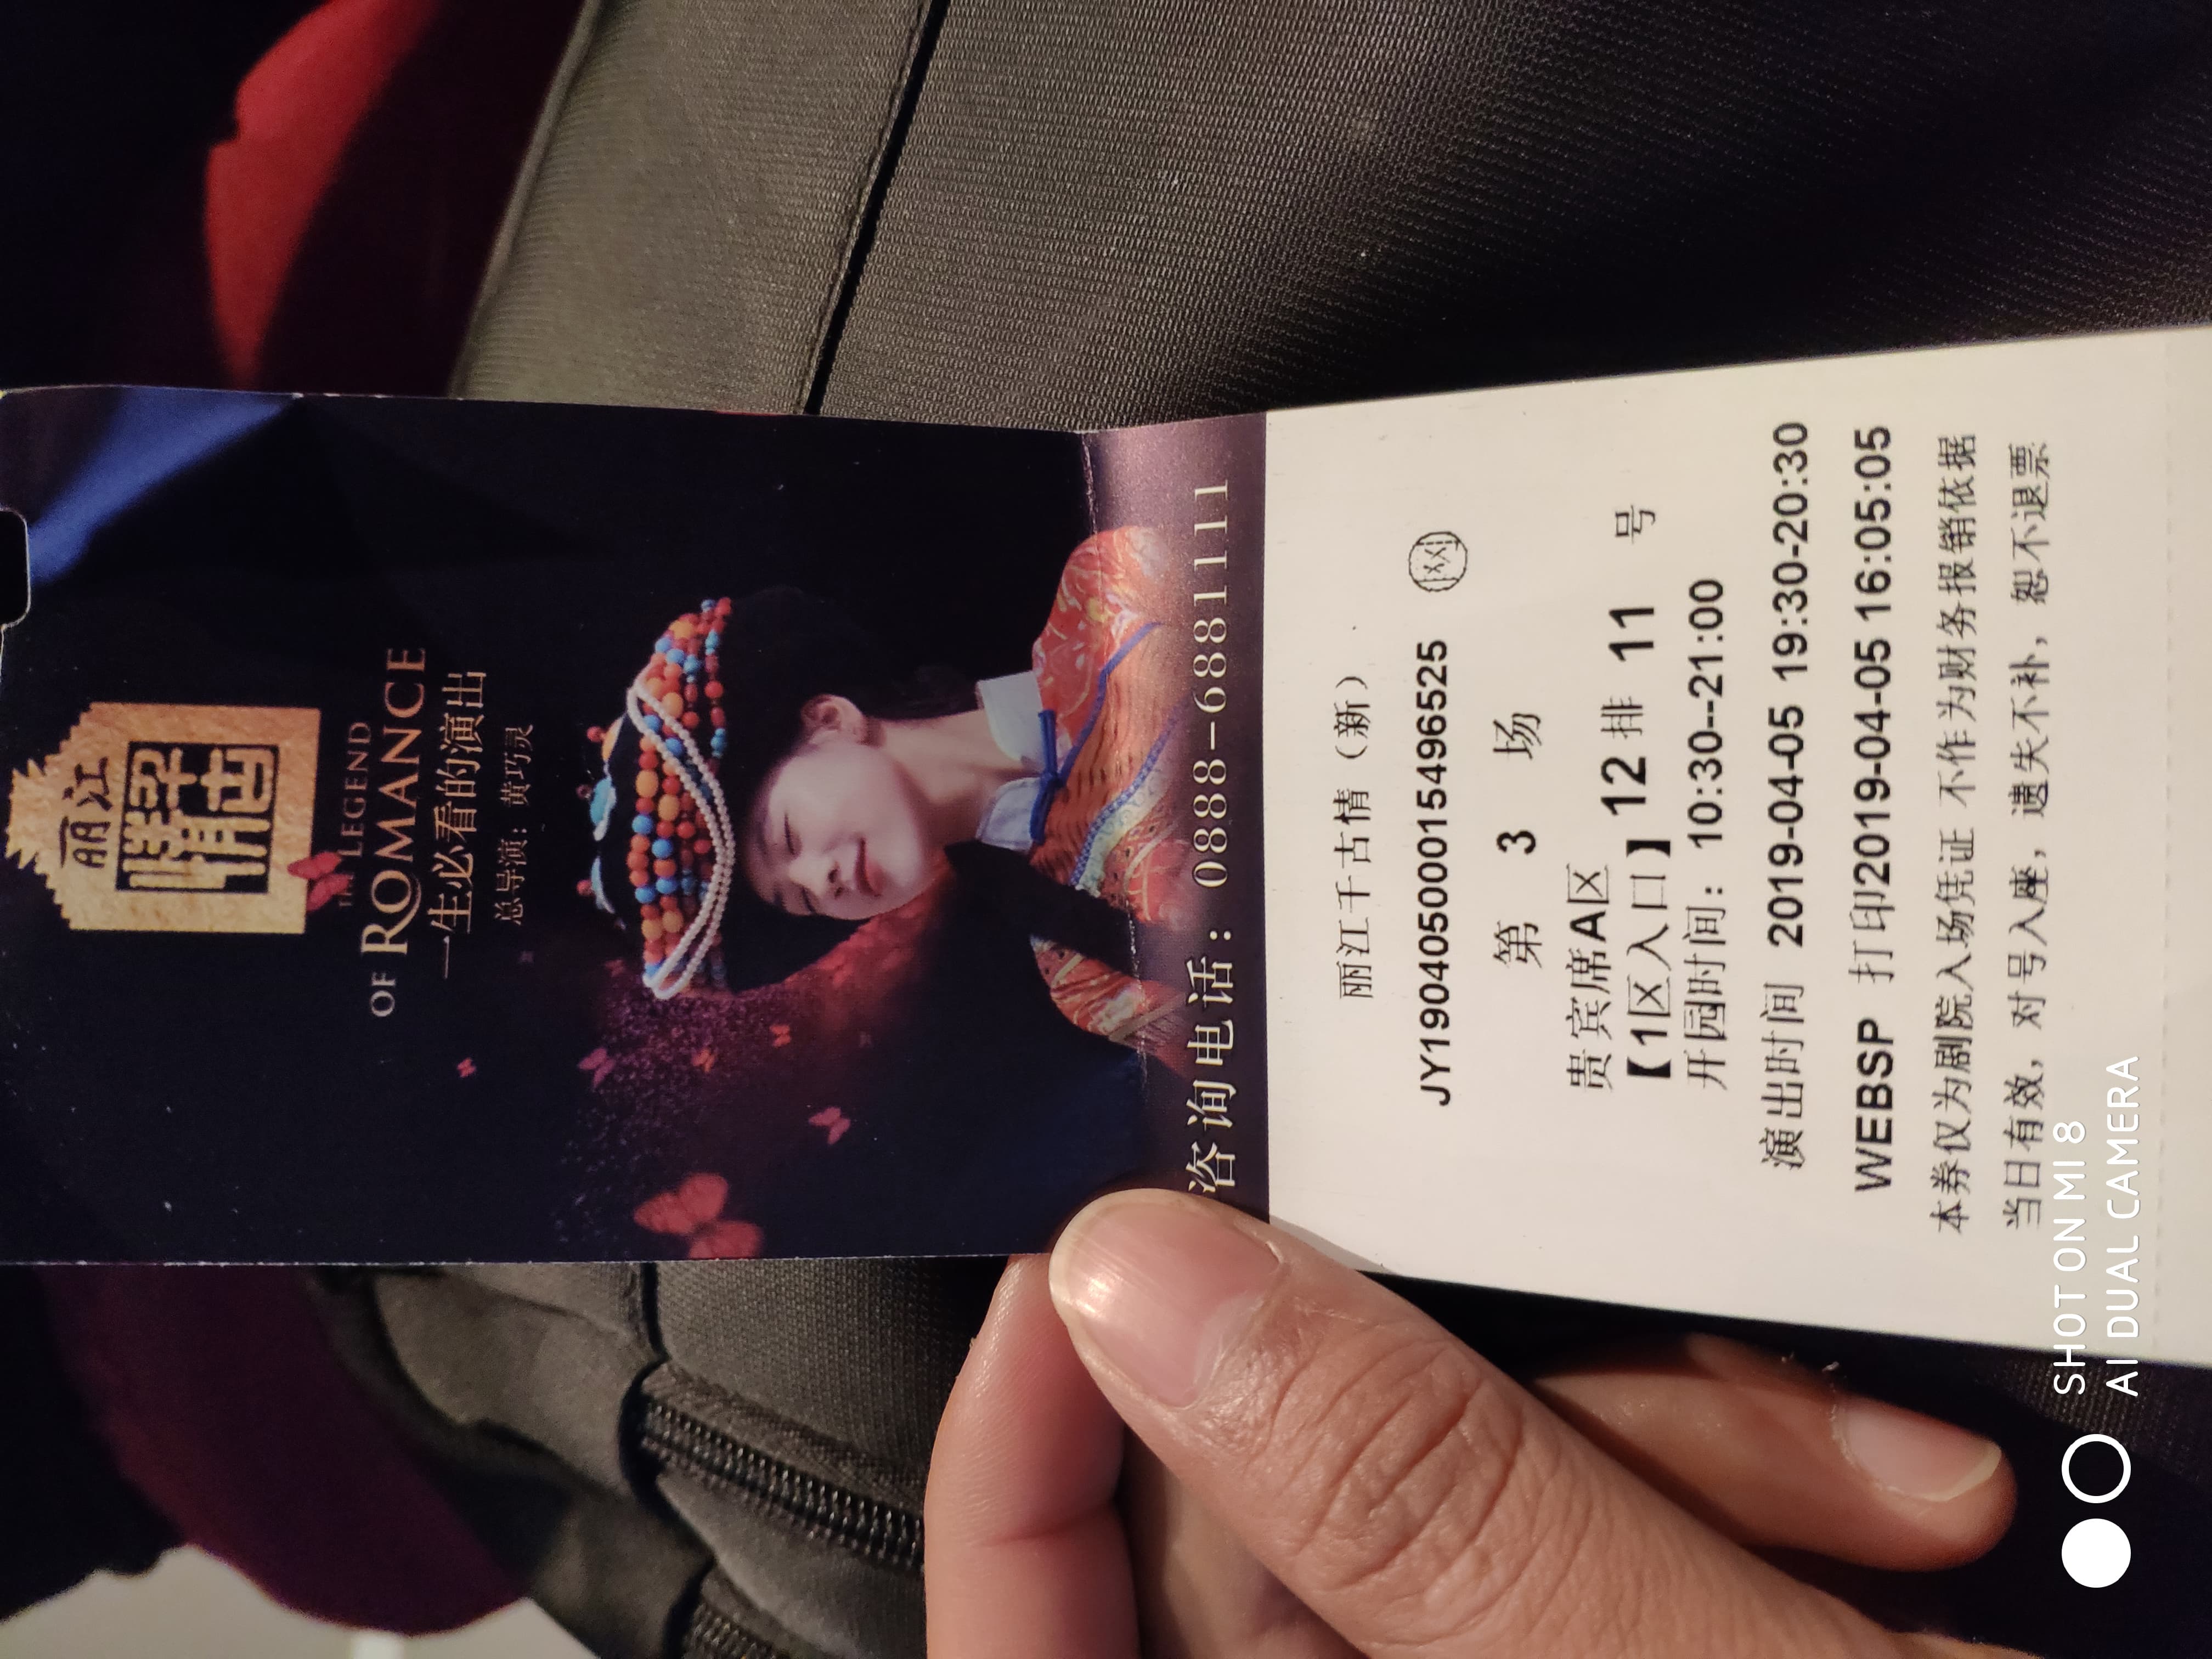 丽江
千古
情
THE LEGEND
OF ROMANCE
一生必看的演出
总导演：黄巧灵
咨询电话：0888-6881111
丽江千古情（新）
JY19040500015496525 网
第 3 场
贵宾席A区
【1区入口】 12 排 11 号
开园时间：10:30--21:00
演出时间 2019-04-05 19:30-20:30
WEBSP 打印2019-04-05 16:05:05
本券仅为剧院入场凭证 不作为财务报销依据
当日有效，对号入座，遗失不补，恕不退票
SHOT ON MI 8
AI DUAL CAMERA